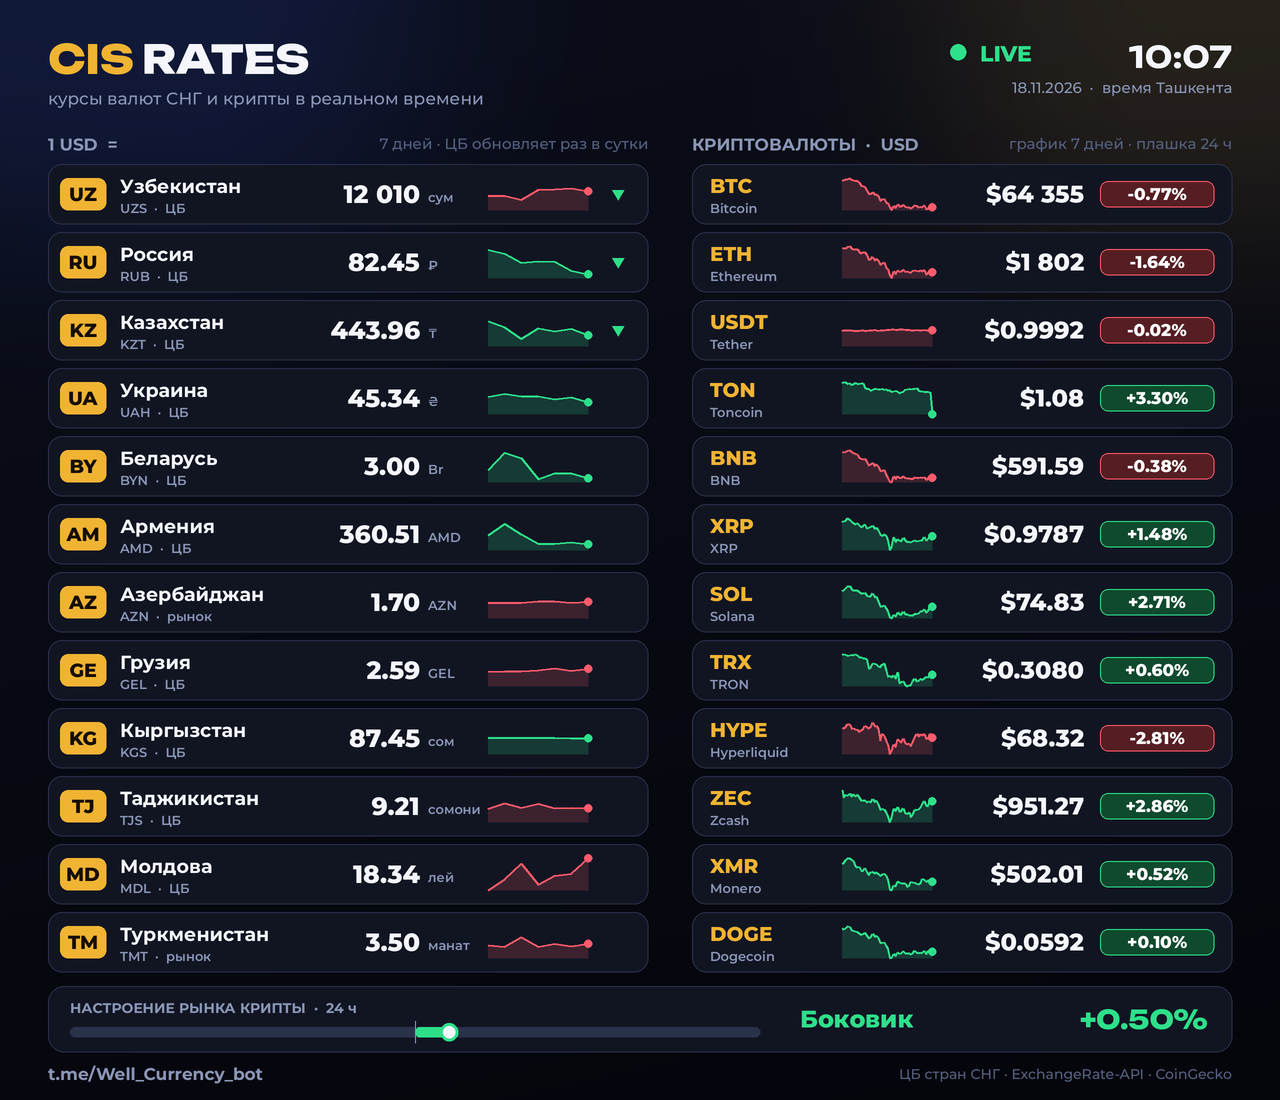 CIS RATES
курсы валют СНГ и крипты в реальном времени
LIVE 10:07
18.11.2026 · время Ташкента
1 USD =
7 дней · ЦБ обновляет раз в сутки
UZ Узбекистан 12 010 сум
UZS · ЦБ
RU Россия 82.45 ₽
RUB · ЦБ
KZ Казахстан 443.96 ₸
KZT · ЦБ
UA Украина 45.34 ₴
UAH · ЦБ
BY Беларусь 3.00 Br
BYN · ЦБ
AM Армения 360.51 AMD
AMD · ЦБ
AZ Азербайджан 1.70 AZN
AZN · рынок
GE Грузия 2.59 GEL
GEL · ЦБ
KG Кыргызстан 87.45 сом
KGS · ЦБ
TJ Таджикистан 9.21 сомони
TJS · ЦБ
MD Молдова 18.34 лей
MDL · ЦБ
TM Туркменистан 3.50 манат
TMT · рынок
КРИПТОВАЛЮТЫ · USD
график 7 дней · плашка 24 ч
BTC $64 355 -0.77%
Bitcoin
ETH $1 802 -1.64%
Ethereum
USDT $0.9992 -0.02%
Tether
TON $1.08 +3.30%
Toncoin
BNB $591.59 -0.38%
BNB
XRP $0.9787 +1.48%
XRP
SOL $74.83 +2.71%
Solana
TRX $0.3080 +0.60%
TRON
HYPE $68.32 -2.81%
Hyperliquid
ZEC $951.27 +2.86%
Zcash
XMR $502.01 +0.52%
Monero
DOGE $0.0592 +0.10%
Dogecoin
НАСТРОЕНИЕ РЫНКА КРИПТЫ · 24 ч
Боковик +0.50%
t.me/Well_Currency_bot
ЦБ стран СНГ · ExchangeRate-API · CoinGecko